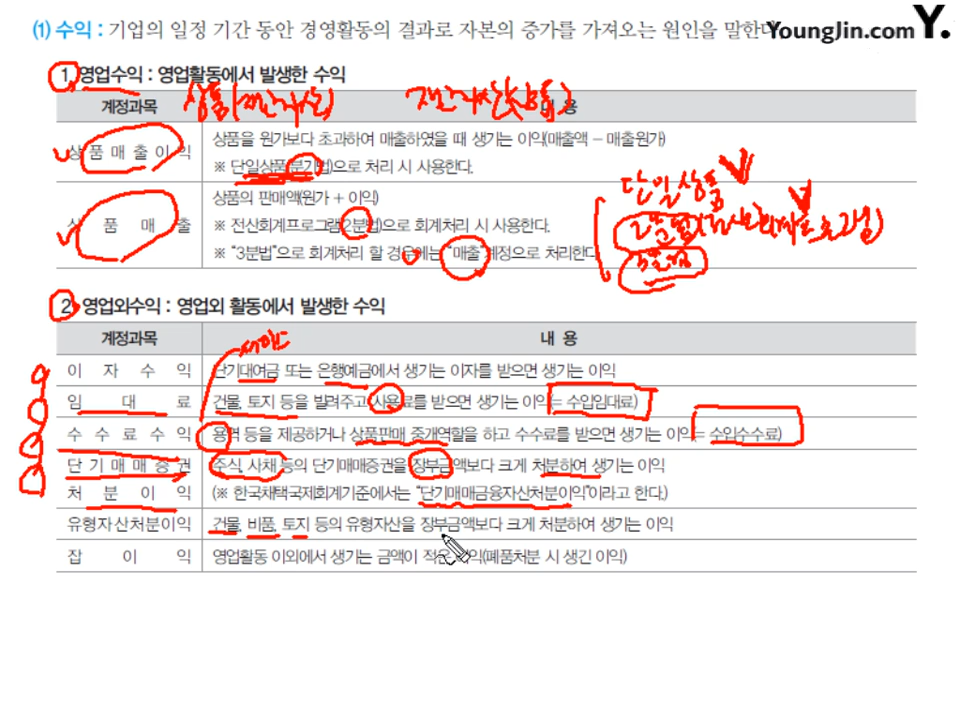 (1) 수익 : 기업의 일정 기간 동안 경영활동의 결과로 자본의 증가를 가져오는 원인을 말한다
YoungJin.com Y.
1. 영업수익 : 영업활동에서 발생한 수익
계정과목 내 용
상품매출이익 상품을 원가보다 초과하여 매출하였을 때 생기는 이익(매출액 - 매출원가)
※ 단일상품(분기법)으로 처리 시 사용한다.
단일상품
상품매출 상품의 판매액(원가 + 이익)
※ 전산회계프로그램(2분법)으로 회계처리 시 사용한다.
2분법
※ "3분법"으로 회계처리 할 경우에는 "매출"계정으로 처리한다
3분법
2. 영업외수익 : 영업외 활동에서 발생한 수익
계정과목 내 용
이자수익 단기대여금 또는 은행예금에서 생기는 이자를 받으면 생기는 이익
임대료 건물, 토지 등을 빌려주고 사용료를 받으면 생기는 이익(= 수입임대료)
수수료수익 용역 등을 제공하거나 상품판매 중개역할을 하고 수수료를 받으면 생기는 이익(= 수입수수료)
단기매매증권 주식, 사채 등의 단기매매증권을 장부금액보다 크게 처분하여 생기는 이익
처분이익 (※ 한국채택국제회계기준에서는 "단기매매금융자산처분이익"이라고 한다.)
유형자산처분이익 건물, 비품, 토지 등의 유형자산을 장부금액보다 크게 처분하여 생기는 이익
잡이익 영업활동 이외에서 생기는 금액이 적은 이익(폐품처분 시 생긴 이익)